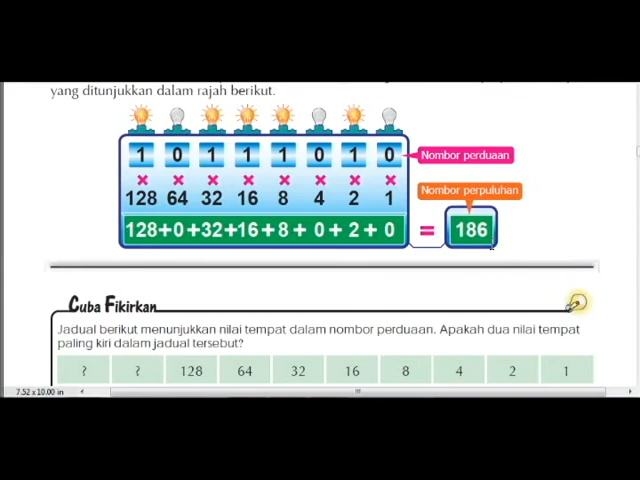 yang ditunjukkan dalam rajah berikut.
1 0 1 1 1 0 1 0
Nombor perduaan
× × × × × × × ×
128 64 32 16 8 4 2 1
Nombor perpuluhan
128+0+32+16+8+0+2+0 = 186
Cuba Fikirkan
Jadual berikut menunjukkan nilai tempat dalam nombor perduaan. Apakah dua nilai tempat
paling kiri dalam jadual tersebut?
? ? 128 64 32 16 8 4 2 1
7.52 x 10.00 in